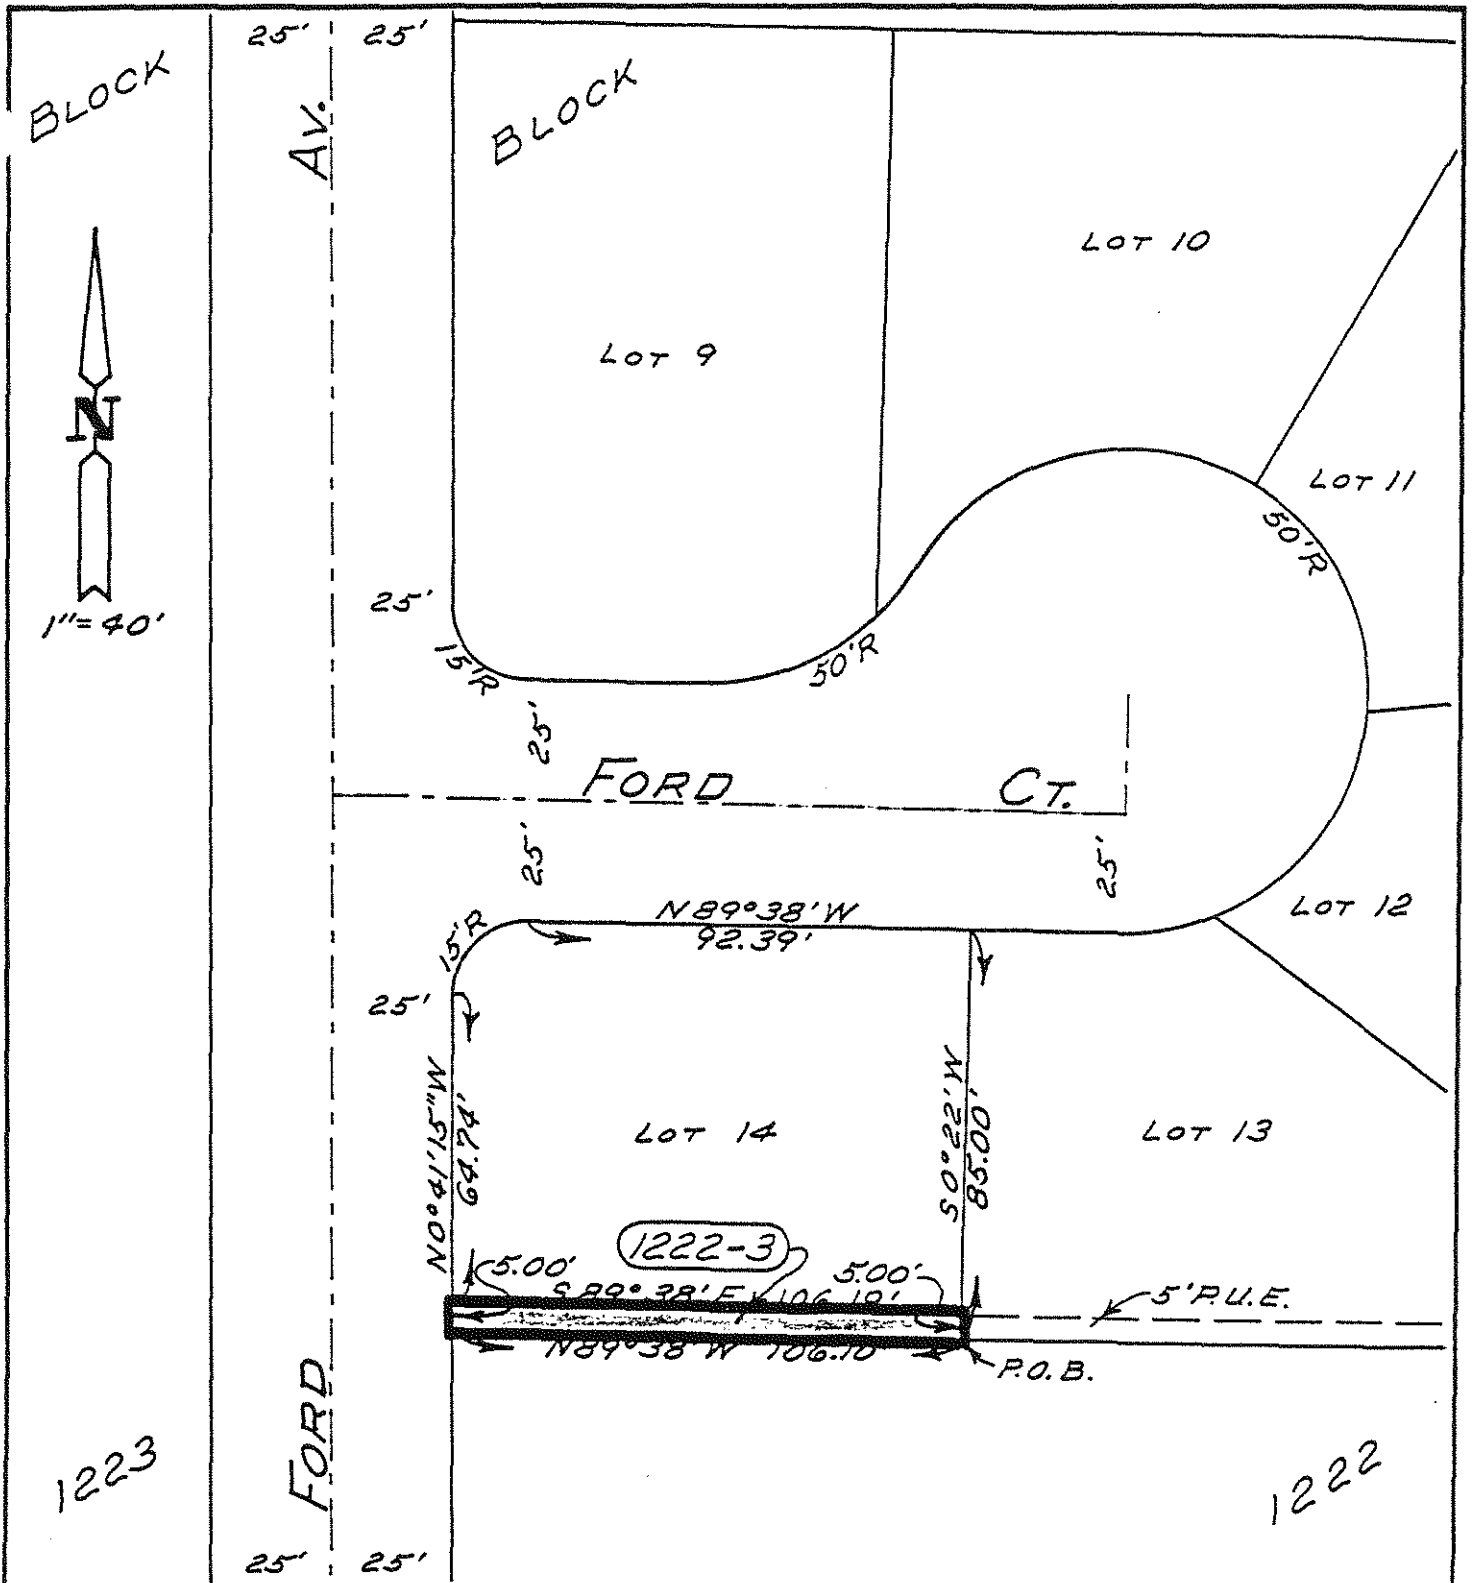 25' 25'
BLOCK
AV.
BLOCK
LOT 10
LOT 9
N
LOT 11
50'R
25'
1"=40'
15'R
50'R
25'
FORD CT.
25'
25'
N89°38'W
92.39'
LOT 12
15'R
25'
N0°41'15"W
64.74'
S0°22'W
85.00'
LOT 14
LOT 13
1222-3
5.00'
5.00'
S89°38'E
5'P.U.E.
N89°38'W 106.10
P.O.B.
FORD
1223
1222
25' 25'